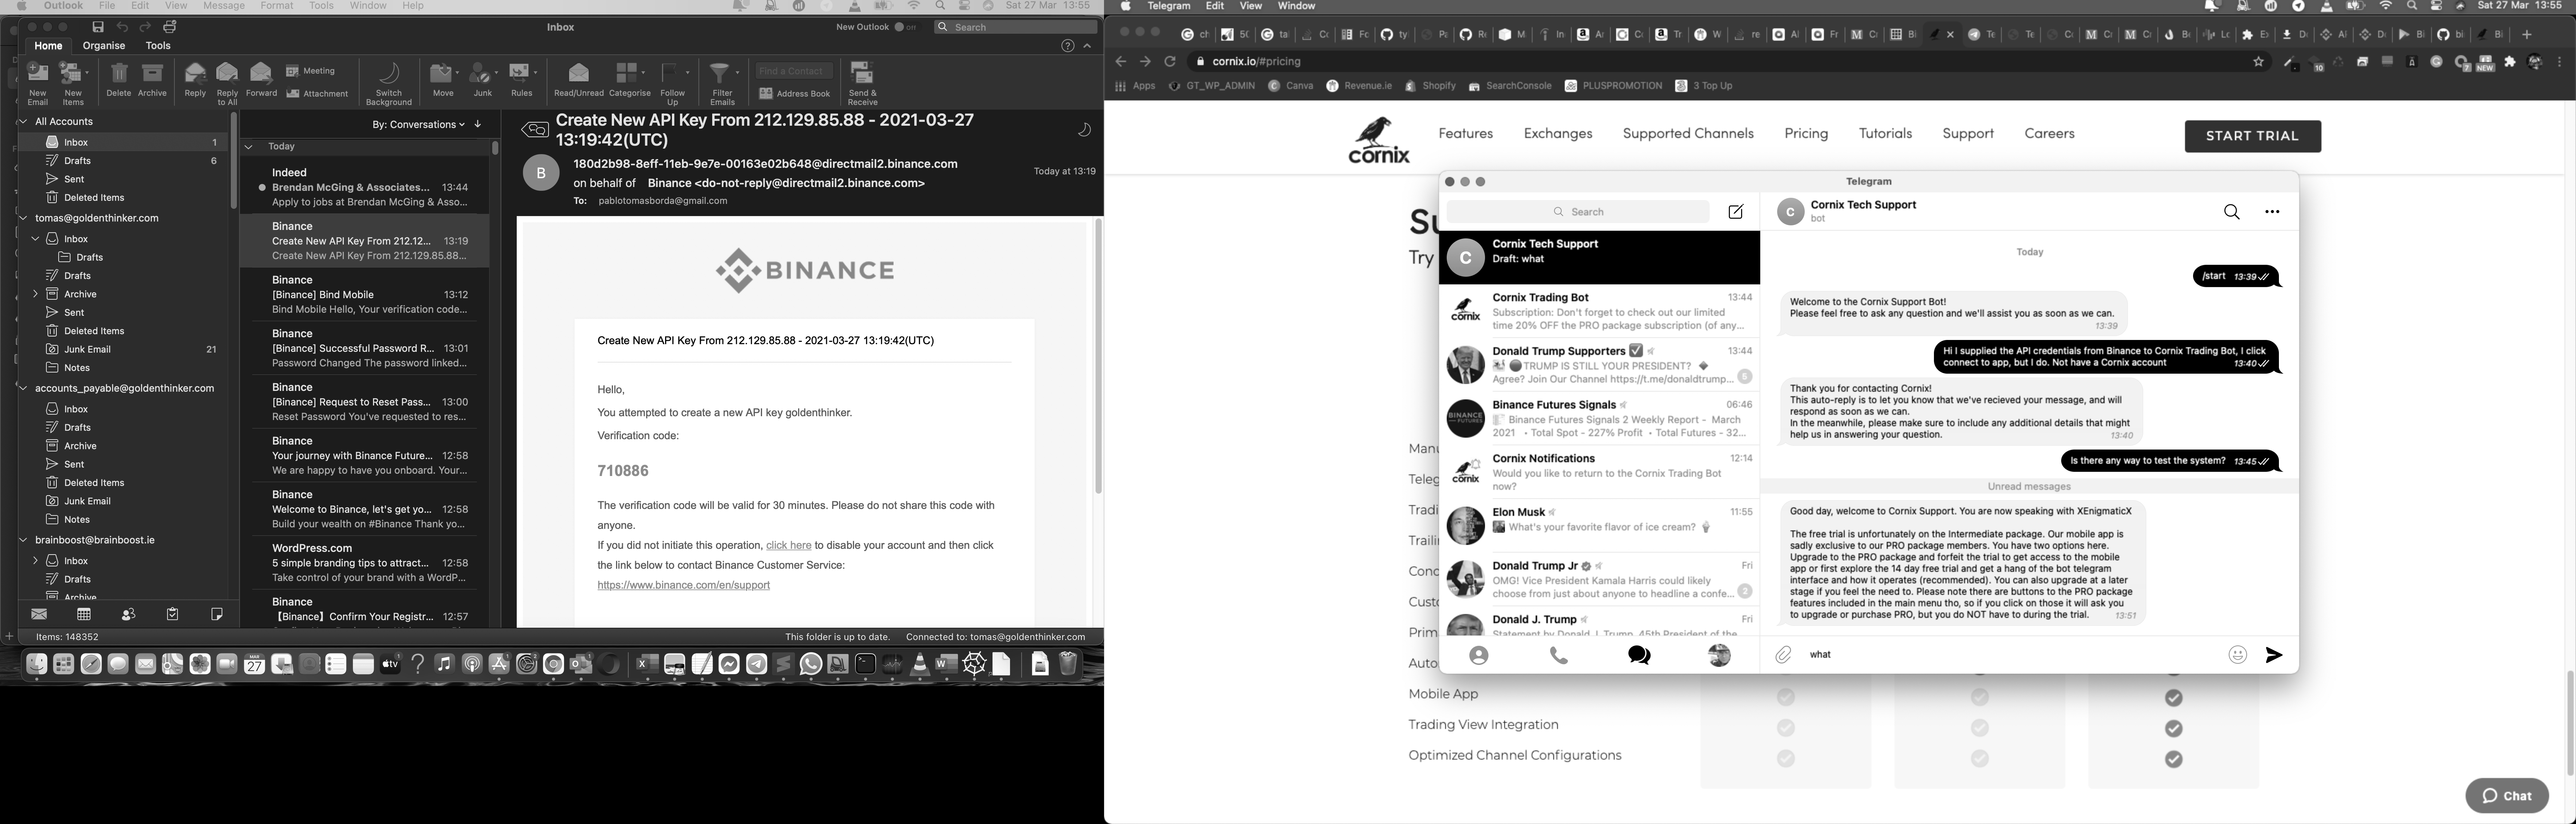 Outlook File Edit View Message Format Tools Window Help
Sat 27 Mar 13:55
Inbox
New Outlook
Search
Home Organise Tools
New Email
New Items
Delete
Archive
Reply
Reply to All
Forward
Meeting
Attachment
Switch Background
Move
Junk
Rules
Read/Unread
Categorise
Follow Up
Filter Emails
Find a Contact
Address Book
Send & Receive
All Accounts
Inbox 1
Drafts 6
Sent
Deleted Items
tomas@goldenthinker.com
Inbox
Drafts
Drafts
Archive
Sent
Deleted Items
Junk Email 21
Notes
accounts_payable@goldenthinker.com
Inbox
Drafts
Archive
Sent
Deleted Items
Junk Email
Notes
brainboost@brainboost.ie
Inbox
Drafts
Archive
Items: 148352
By: Conversations
Today
Indeed
Brendan McGing & Associates... 13:44
Apply to jobs at Brendan McGing & Asso...
Binance
Create New API Key From 212.12... 13:19
Create New API Key From 212.129.85.88...
Binance
[Binance] Bind Mobile 13:12
Bind Mobile Hello, Your verification code...
Binance
[Binance] Successful Password R... 13:01
Password Changed The password linked...
Binance
[Binance] Request to Reset Pass... 13:00
Reset Password You've requested to res...
Binance
Your journey with Binance Future... 12:58
We are happy to have you onboard. Your...
Binance
Welcome to Binance, let's get yo... 12:58
Build your wealth on #Binance Thank yo...
WordPress.com
5 simple branding tips to attract... 12:58
Take control of your brand with a WordP...
Binance
【Binance】Confirm Your Registr... 12:57
Create New API Key From 212.129.85.88 - 2021-03-27
13:19:42(UTC)
B
180d2b98-8eff-11eb-9e7e-00163e02b648@directmail2.binance.com
on behalf of Binance <do-not-reply@directmail2.binance.com>
To: pablotomasborda@gmail.com
Today at 13:19
BINANCE
Create New API Key From 212.129.85.88 - 2021-03-27 13:19:42(UTC)
Hello,
You attempted to create a new API key goldenthinker.
Verification code:
710886
The verification code will be valid for 30 minutes. Please do not share this code with
anyone.
If you did not initiate this operation, click here to disable your account and then click
the link below to contact Binance Customer Service:
https://www.binance.com/en/support
This folder is up to date. Connected to: tomas@goldenthinker.com
Telegram Edit View Window
Sat 27 Mar 13:55
cornix.io/#pricing
Apps
GT_WP_ADMIN
Canva
Revenue.ie
Shopify
SearchConsole
PLUSPROMOTION
3 Top Up
cornix
Features Exchanges Supported Channels Pricing Tutorials Support Careers
START TRIAL
Try
Mobile App
Trading View Integration
Optimized Channel Configurations
Chat
Telegram
Search
Cornix Tech Support
Draft: what
Cornix Trading Bot 13:44
Subscription: Don't forget to check out our limited
time 20% OFF the PRO package subscription (of any...
Donald Trump Supporters 13:44
TRUMP IS STILL YOUR PRESIDENT?
Agree? Join Our Channel https://t.me/donaldtrump... 5
Binance Futures Signals 06:46
Binance Futures Signals 2 Weekly Report - March
2021 • Total Spot - 227% Profit • Total Futures - 32...
Cornix Notifications 12:14
Would you like to return to the Cornix Trading Bot
now?
Elon Musk 11:55
What's your favorite flavor of ice cream?
Donald Trump Jr Fri
OMG! Vice President Kamala Harris could likely
choose from just about anyone to headline a confe... 2
Donald J. Trump Fri
Statement by Donald J. Trump, 45th President of the
C
Cornix Tech Support
bot
Today
/start 13:39
Welcome to the Cornix Support Bot!
Please feel free to ask any question and we'll assist you as soon as we can.
13:39
Hi I supplied the API credentials from Binance to Cornix Trading Bot, I click
connect to app, but I do. Not have a Cornix account 13:40
Thank you for contacting Cornix!
This auto-reply is to let you know that we've recieved your message, and will
respond as soon as we can.
In the meanwhile, please make sure to include any additional details that might
help us in answering your question. 13:40
Is there any way to test the system? 13:45
Unread messages
Good day, welcome to Cornix Support. You are now speaking with XEnigmaticX
The free trial is unfortunately on the Intermediate package. Our mobile app is
sadly exclusive to our PRO package members. You have two options here.
Upgrade to the PRO package and forfeit the trial to get access to the mobile
app or first explore the 14 day free trial and get a hang of the bot telegram
interface and how it operates (recommended). You can also upgrade at a later
stage if you feel the need to. Please note there are buttons to the PRO package
features included in the main menu tho, so if you click on those it will ask you
to upgrade or purchase PRO, but you do NOT have to during the trial. 13:51
what